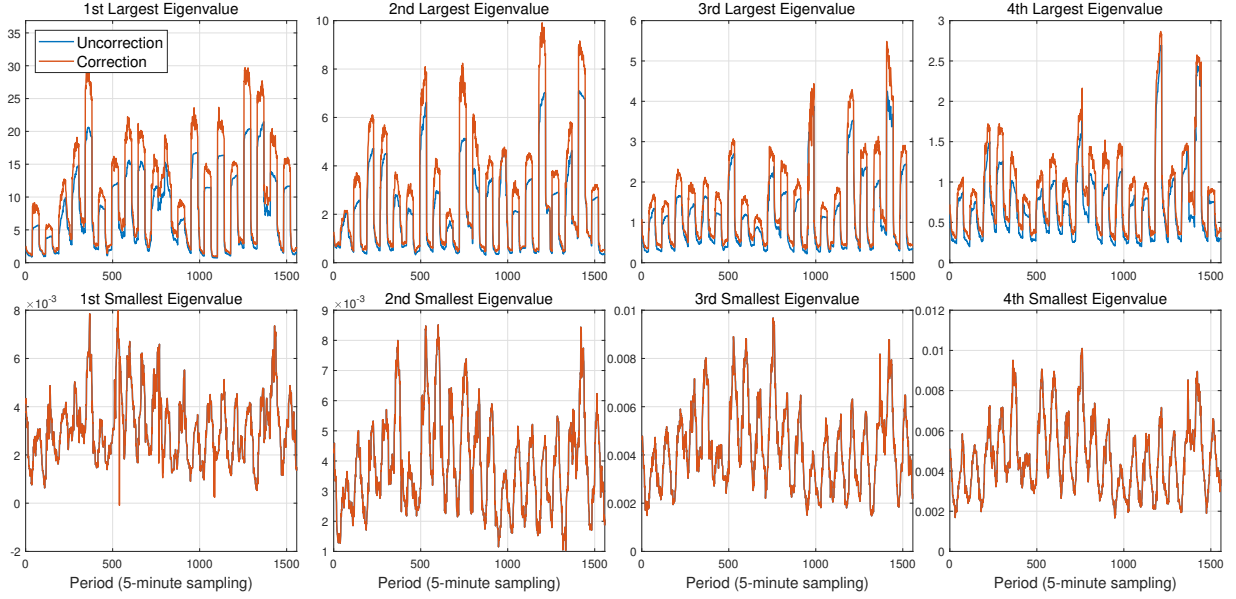 1st Largest Eigenvalue
2nd Largest Eigenvalue
3rd Largest Eigenvalue
4th Largest Eigenvalue
Uncorrection
Correction
35
30
25
20
15
10
5
0
0 500 1000 1500
10
8
6
4
2
0
0 500 1000 1500
6
5
4
3
2
1
0
0 500 1000 1500
3
2.5
2
1.5
1
0.5
0
0 500 1000 1500
1st Smallest Eigenvalue
2nd Smallest Eigenvalue
3rd Smallest Eigenvalue
4th Smallest Eigenvalue
×10⁻³
8
6
4
2
0
-2
0 500 1000 1500
Period (5-minute sampling)
×10⁻³
9
8
7
6
5
4
3
2
1
0 500 1000 1500
Period (5-minute sampling)
0.01
0.008
0.006
0.004
0.002
0
0 500 1000 1500
Period (5-minute sampling)
0.012
0.01
0.008
0.006
0.004
0.002
0
0 500 1000 1500
Period (5-minute sampling)